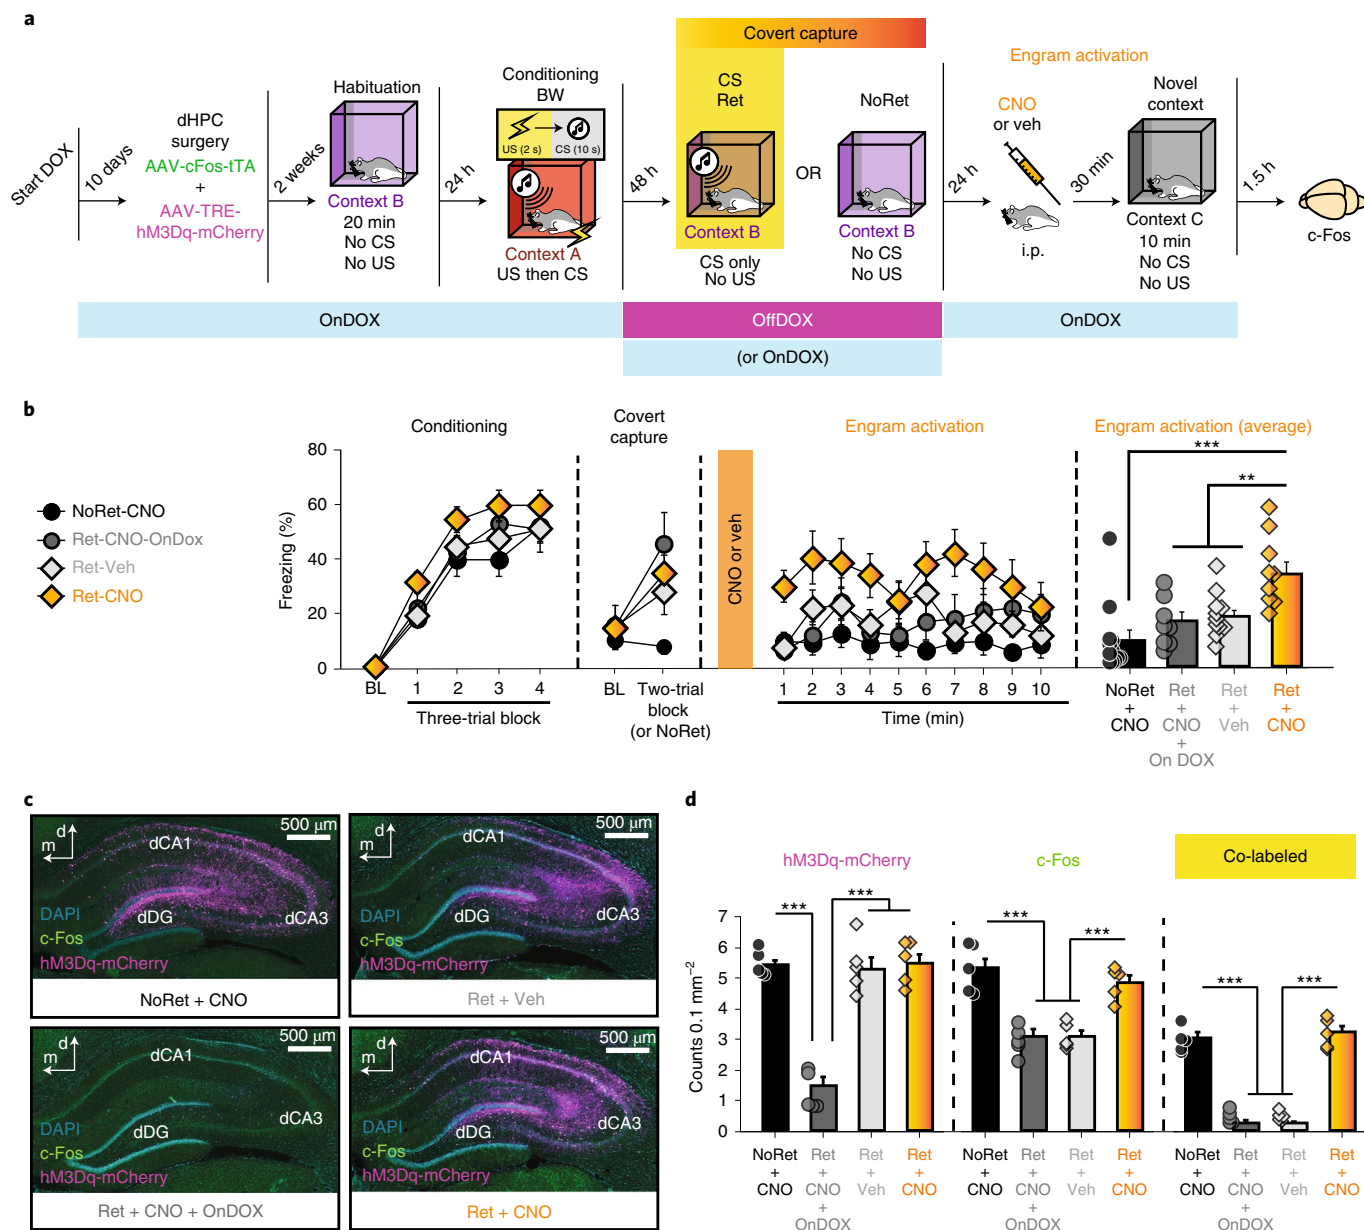 a
Covert capture
Engram activation
Start DOX
10 days
dHPC
surgery
AAV-cFos-tTA
+
AAV-TRE-
hM3Dq-mCherry
2 weeks
Habituation
Context B
20 min
No CS
No US
24 h
Conditioning
BW
US (2 s)
CS (10 s)
Context A
US then CS
48 h
CS
Ret
Context B
CS only
No US
OR
NoRet
Context B
No CS
No US
24 h
CNO
or veh
i.p.
30 min
Novel
context
Context C
10 min
No CS
No US
1.5 h
c-Fos
OnDOX
OffDOX
OnDOX
(or OnDOX)
b
NoRet-CNO
Ret-CNO-OnDox
Ret-Veh
Ret-CNO
Conditioning
Covert
capture
Engram activation
Engram activation (average)
***
**
Freezing (%)
80
60
40
20
0
CNO or veh
BL
1
2
3
4
Three-trial block
BL
Two-trial
block
(or NoRet)
1
2
3
4
5
6
7
8
9
10
Time (min)
NoRet
+
CNO
Ret
+
CNO
+
On DOX
Ret
+
Veh
Ret
+
CNO
c
d
m
500 μm
dCA1
dDG
dCA3
DAPI
c-Fos
hM3Dq-mCherry
NoRet + CNO
d
m
500 μm
dCA1
dDG
dCA3
DAPI
c-Fos
hM3Dq-mCherry
Ret + Veh
d
m
500 μm
dCA1
dDG
dCA3
DAPI
c-Fos
hM3Dq-mCherry
Ret + CNO + OnDOX
d
m
500 μm
dCA1
dDG
dCA3
DAPI
c-Fos
hM3Dq-mCherry
Ret + CNO
d
hM3Dq-mCherry
c-Fos
Co-labeled
Counts 0.1 mm⁻²
7
6
5
4
3
2
1
0
***
***
***
***
***
***
NoRet
+
CNO
Ret
+
CNO
+
OnDOX
Ret
+
Veh
Ret
+
CNO
NoRet
+
CNO
Ret
+
CNO
+
OnDOX
Ret
+
Veh
Ret
+
CNO
NoRet
+
CNO
Ret
+
CNO
+
OnDOX
Ret
+
Veh
Ret
+
CNO